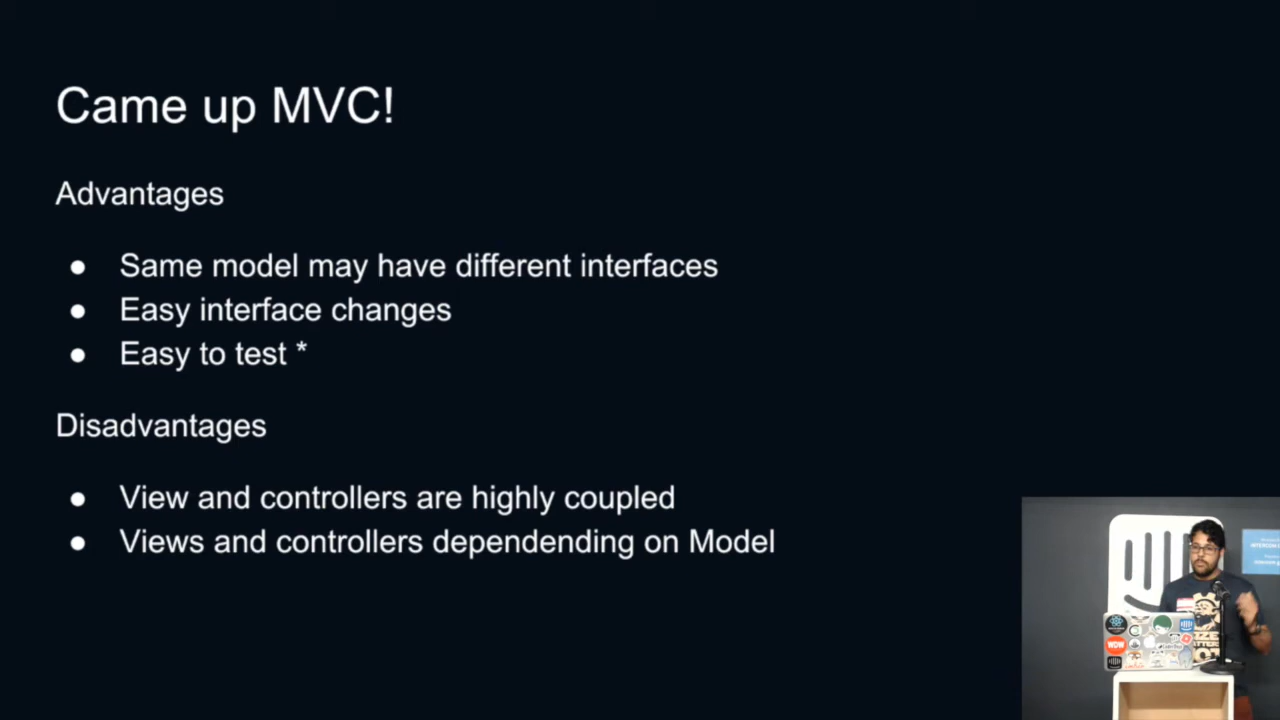 Came up MVC!
Advantages
● Same model may have different interfaces
● Easy interface changes
● Easy to test *
Disadvantages
● View and controllers are highly coupled
● Views and controllers dependending on Model
WOW